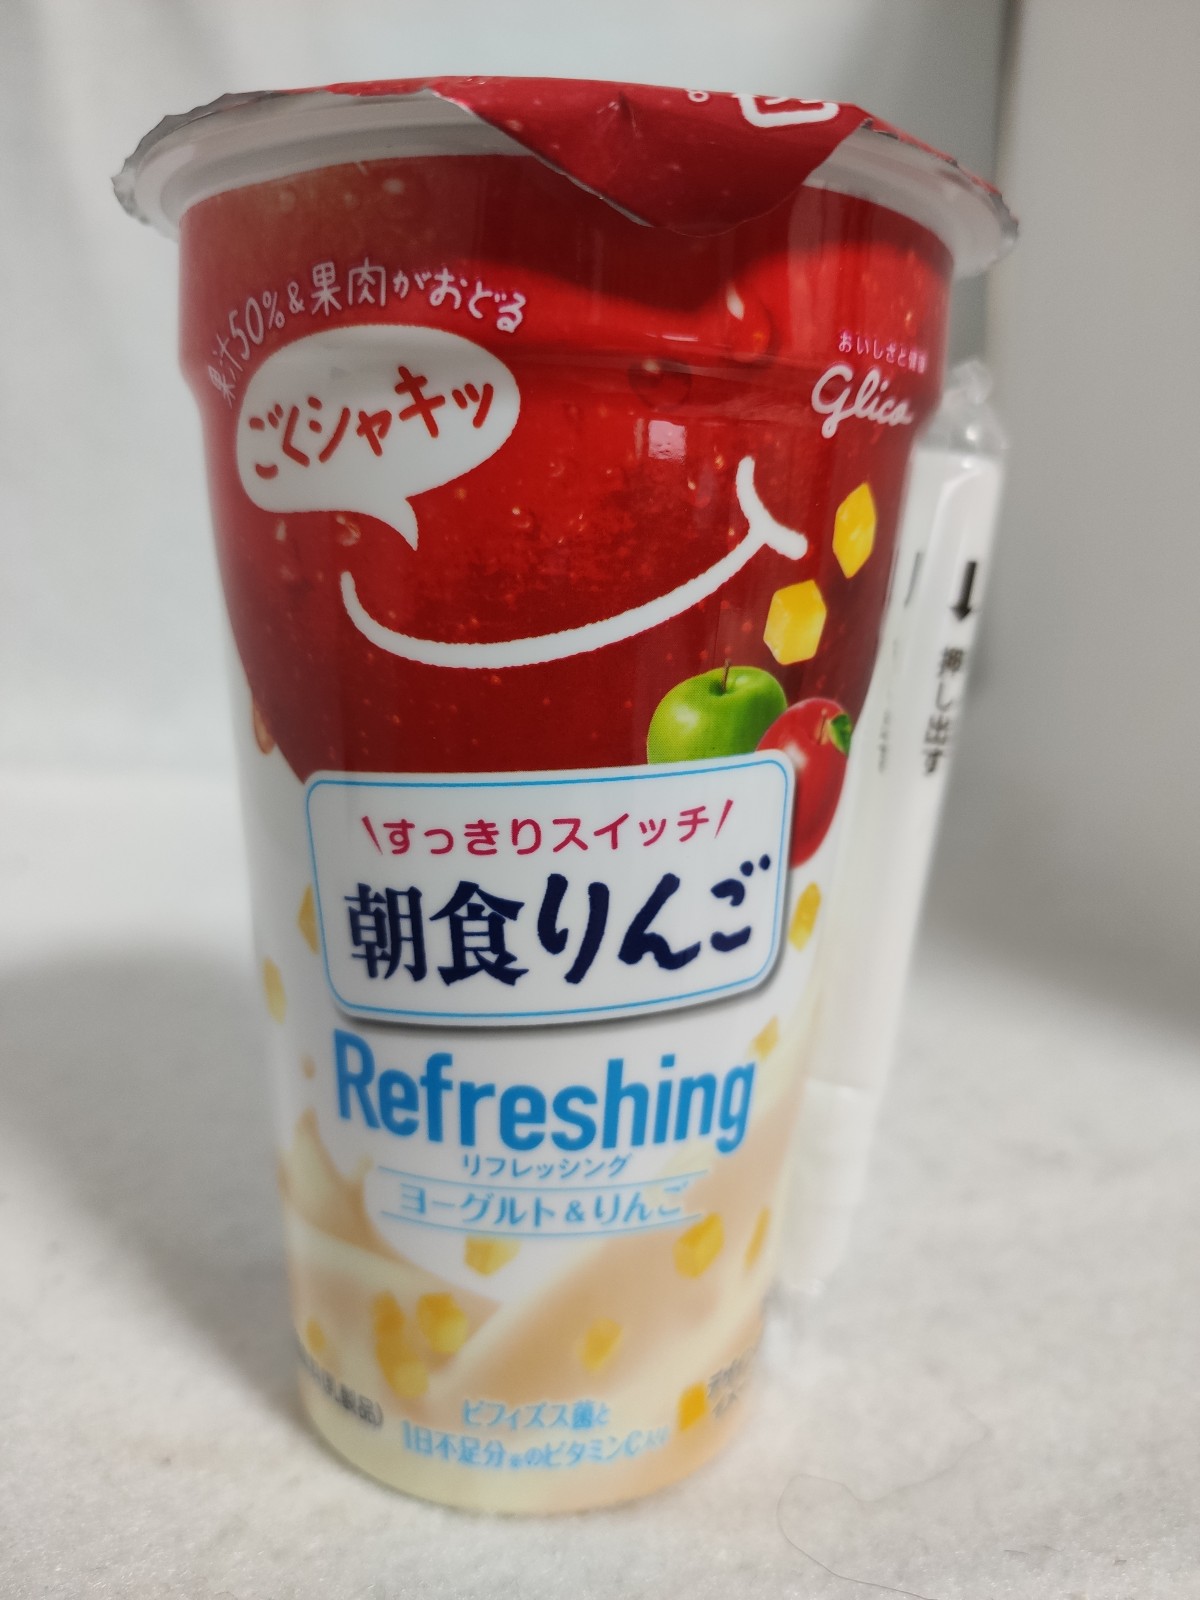 果汁50%&果肉がおどる
ごくシャキッ
おいしさと健康
Glico
\すっきりスイッチ/
朝食りんご
Refreshing
リフレッシング
ヨーグルト&りんご
ビフィズス菌と
1日不足分※のビタミンC入り
乳製品)
↓押し出す